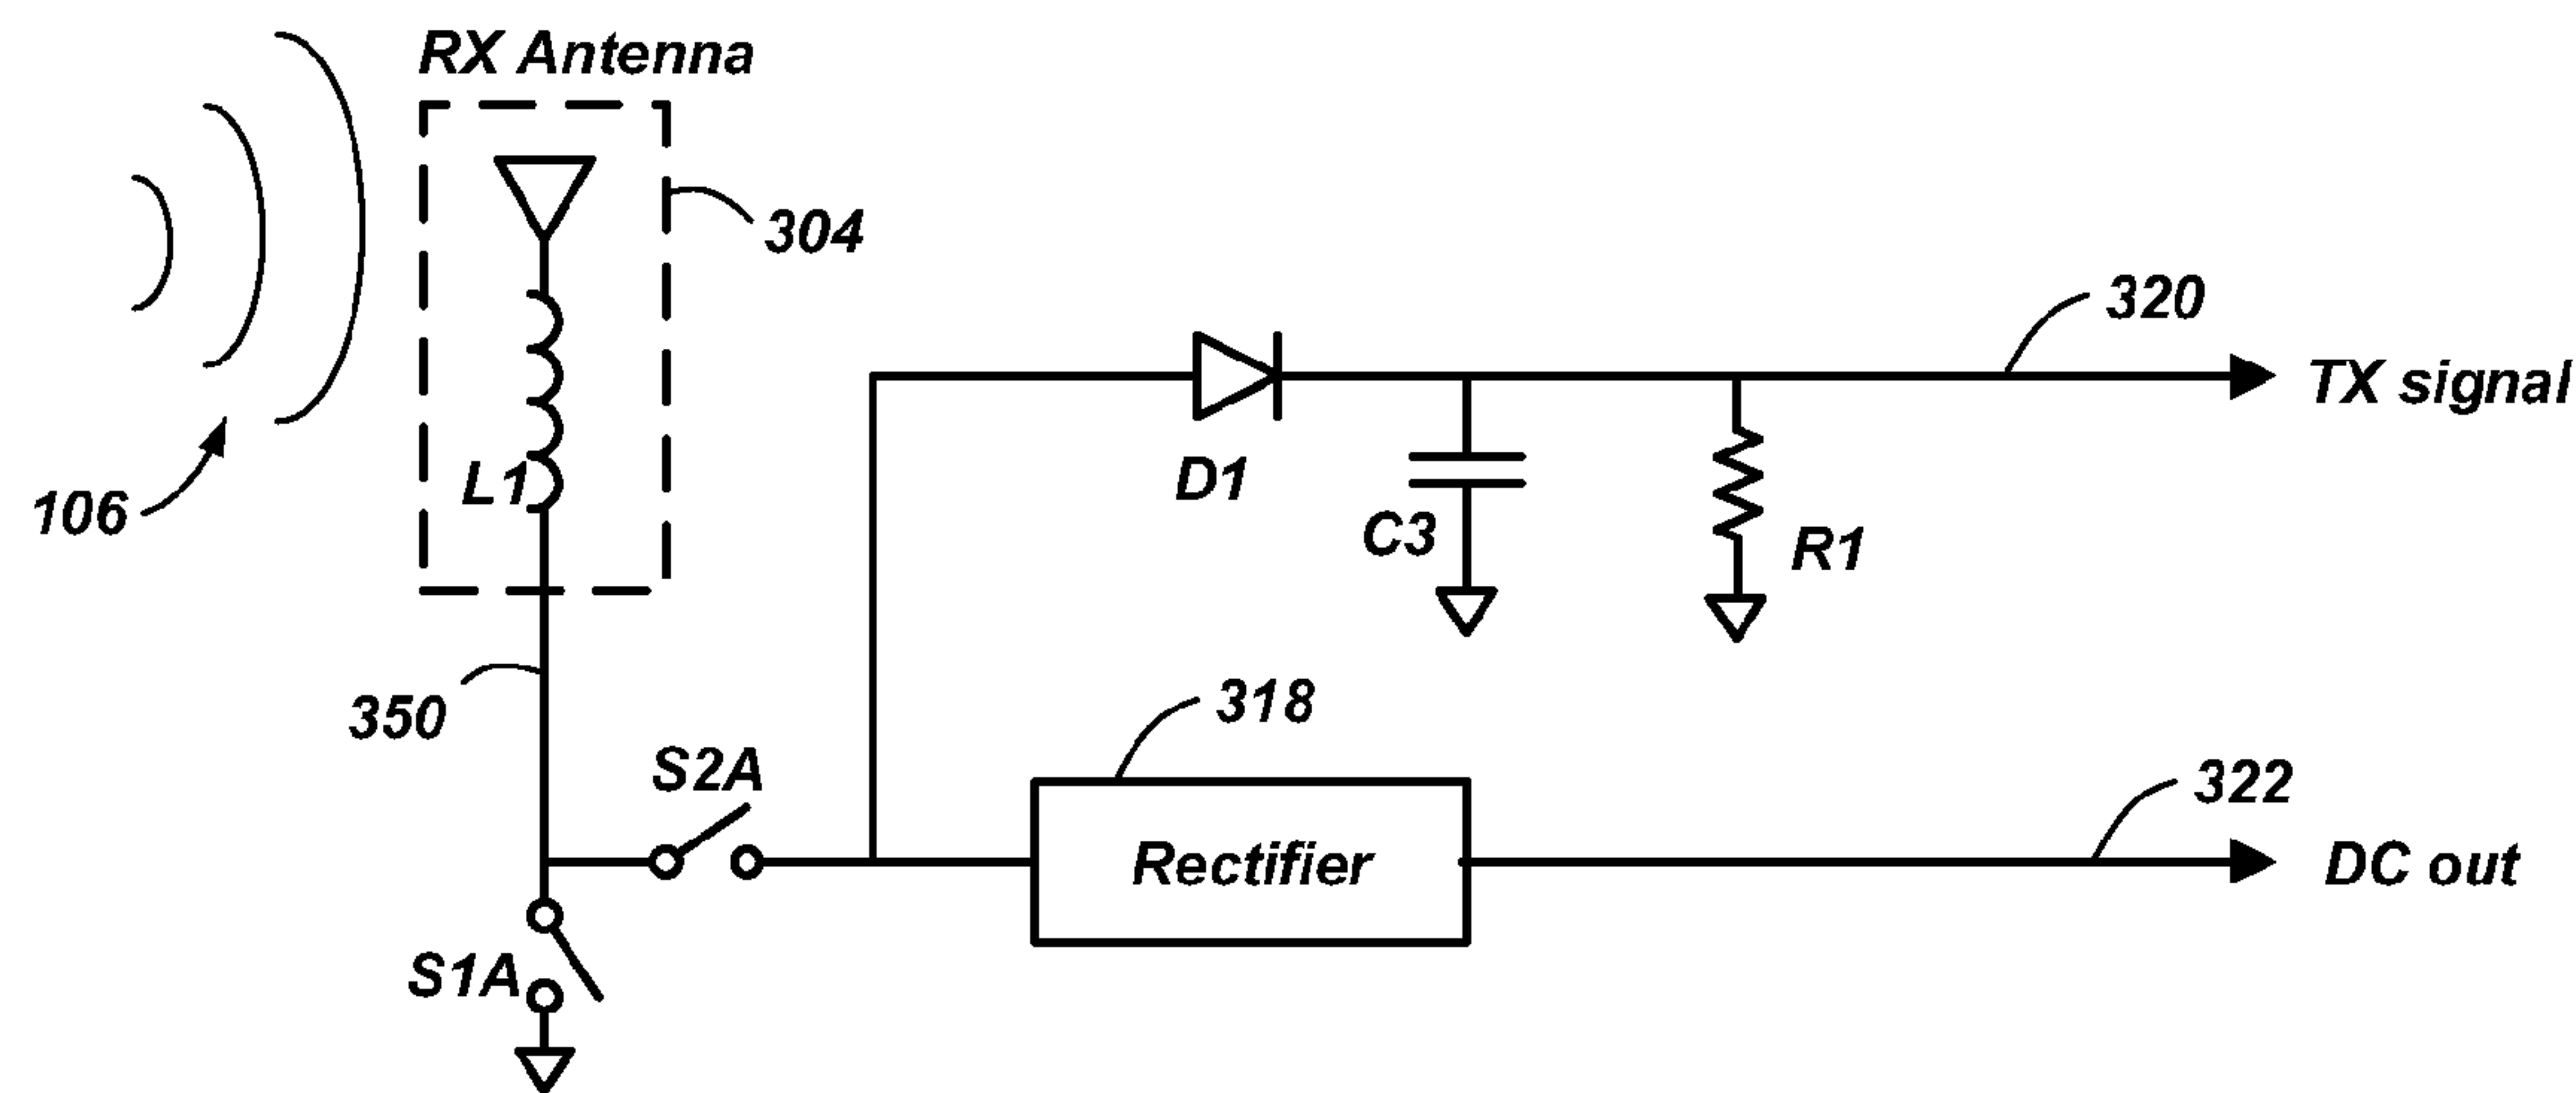 RX Antenna
304
320
TX signal
L1
D1
106
C3
R1
350
318
S2A
322
Rectifier
DC out
S1A